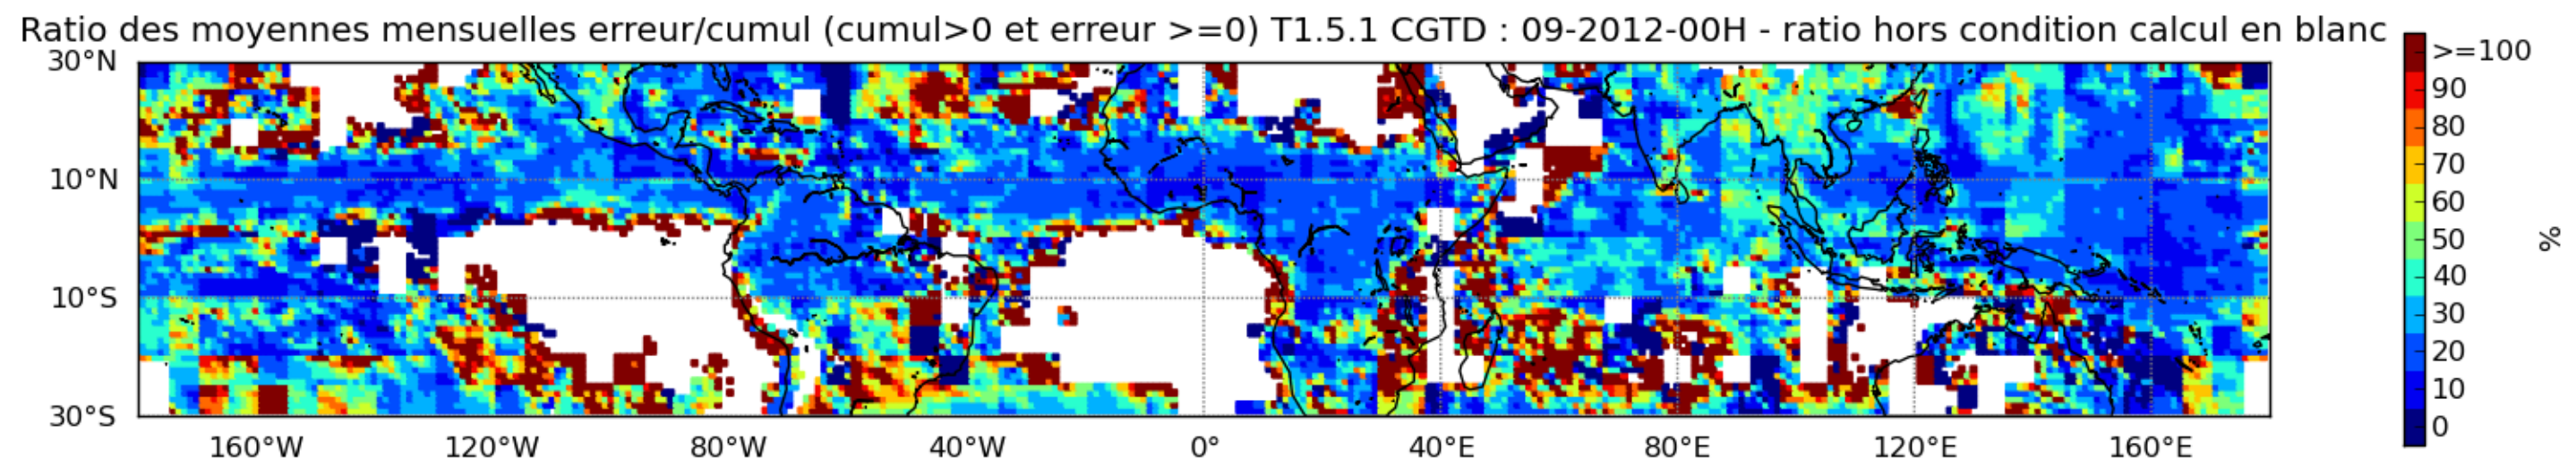 Ratio des moyennes mensuelles erreur/cumul (cumul>0 et erreur >=0) T1.5.1 CGTD : 09-2012-00H - ratio hors condition calcul en blanc
30°N
10°N
10°S
30°S
160°W 120°W 80°W 40°W 0° 40°E 80°E 120°E 160°E
>=100
90
80
70
60
50
40
30
20
10
0
%